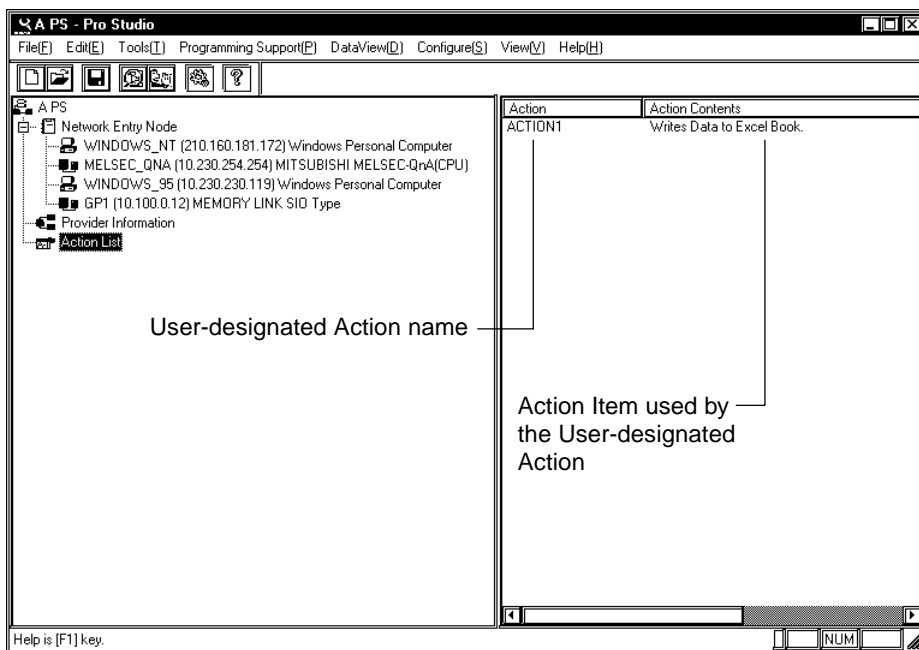 A PS - Pro Studio
File(F) Edit(E) Tools(T) Programming Support(P) DataView(D) Configure(S) View(V) Help(H)
A PS
Network Entry Node
WINDOWS_NT (210.160.181.172) Windows Personal Computer
MELSEC_QNA (10.230.254.254) MITSUBISHI MELSEC-QnA(CPU)
WINDOWS_95 (10.230.230.119) Windows Personal Computer
GP1 (10.100.0.12) MEMORY LINK SIO Type
Provider Information
Action List
Action Action Contents
ACTION1 Writes Data to Excel Book.
User-designated Action name
Action Item used by
the User-designated
Action
Help is [F1] key.
NUM